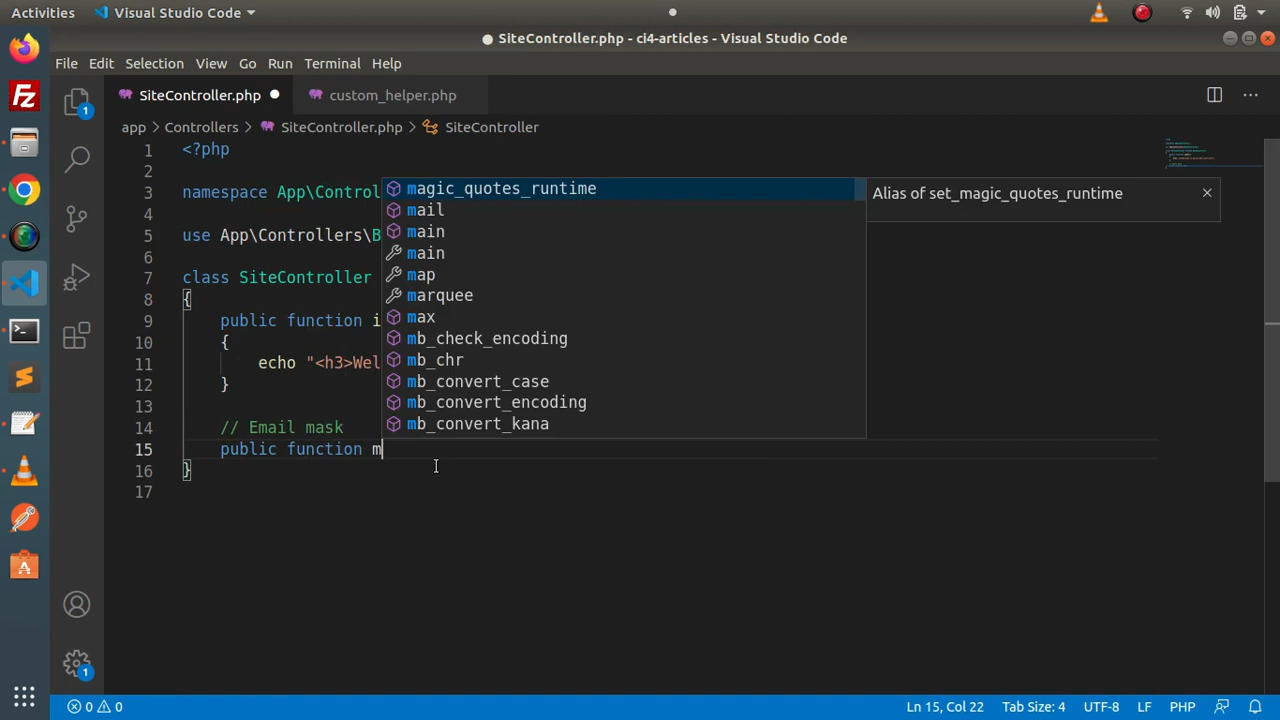 Activities
Visual Studio Code
SiteController.php - ci4-articles - Visual Studio Code
File Edit Selection View Go Run Terminal Help
SiteController.php
custom_helper.php
app > Controllers > SiteController.php > SiteController
1 <?php
2
3 namespace App\Control
4
5 use App\Controllers\B
6
7 class SiteController
8 {
9 public function i
10 {
11 echo "<h3>Wel
12 }
13
14 // Email mask
15 public function m
16 }
17
magic_quotes_runtime
mail
main
main
map
marquee
max
mb_check_encoding
mb_chr
mb_convert_case
mb_convert_encoding
mb_convert_kana
Alias of set_magic_quotes_runtime
1
1
0 0
Ln 15, Col 22
Tab Size: 4
UTF-8
LF
PHP